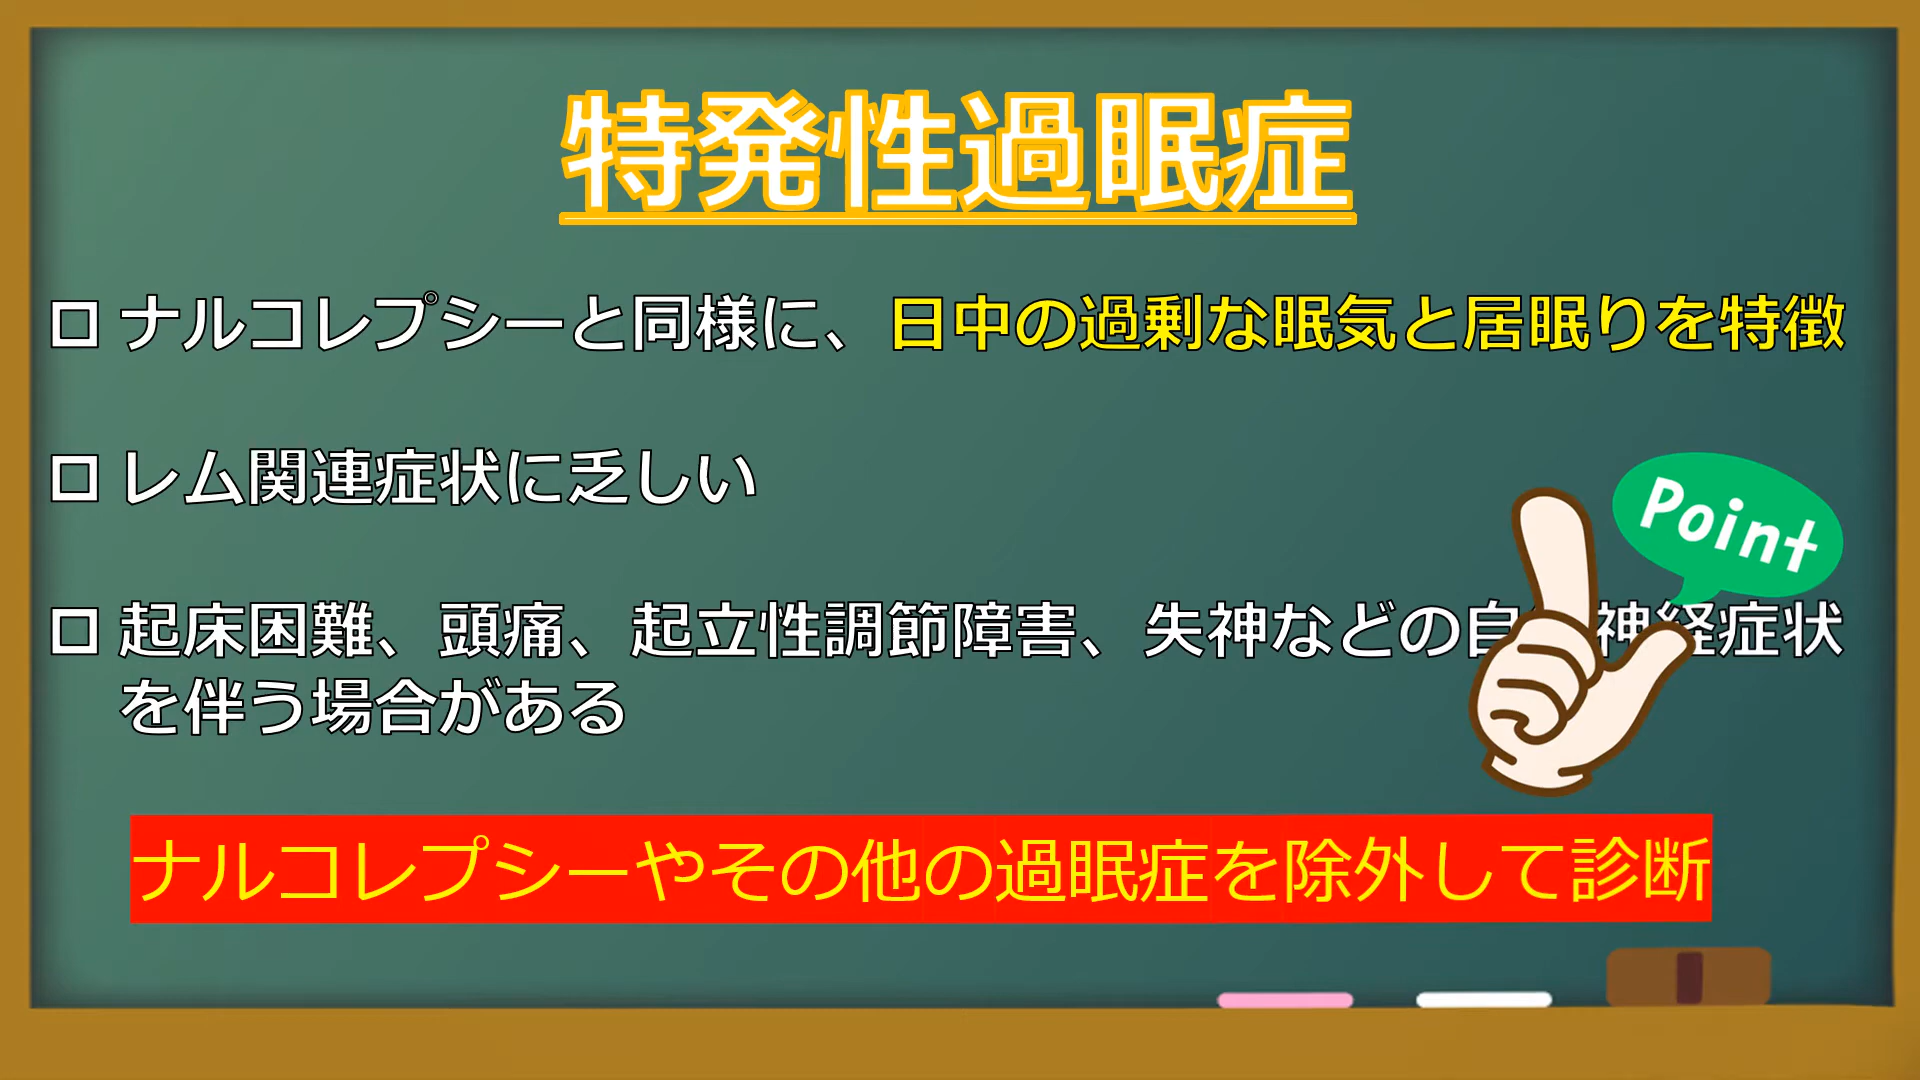 特発性過眠症
ロ ナルコレプシーと同様に、日中の過剰な眠気と居眠りを特徴
ロ レム関連症状に乏しい
Point
ロ 起床困難、頭痛、起立性調節障害、失神などの自 神経症状
を伴う場合がある
ナルコレプシーやその他の過眠症を除外して診断